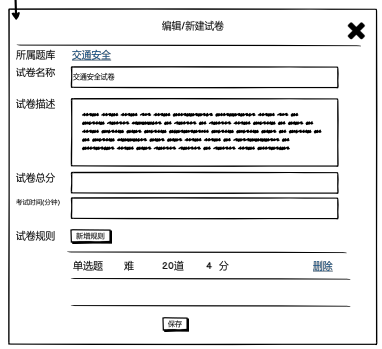 编辑/新建试卷
所属题库 交通安全
试卷名称 交通安全试卷
试卷描述
试卷总分
考试时间(分钟)
试卷规则 新增规则
单选题 难 20道 4 分 删除
保存